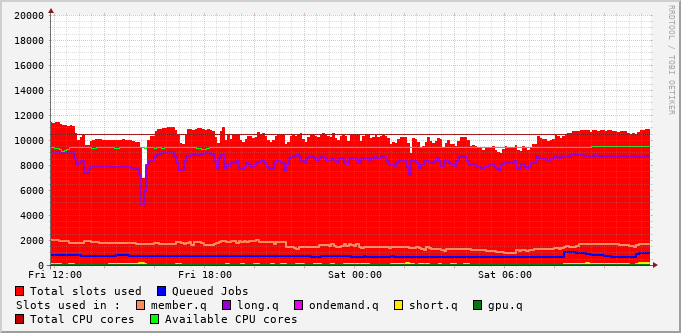 20000
18000
16000
14000
12000
10000
8000
6000
4000
2000
0
Fri 12:00 Fri 18:00 Sat 00:00 Sat 06:00
Total slots used Queued Jobs
Slots used in : member.q long.q ondemand.q short.q gpu.q
Total CPU cores Available CPU cores
RRDTOOL / TOBI OETIKER